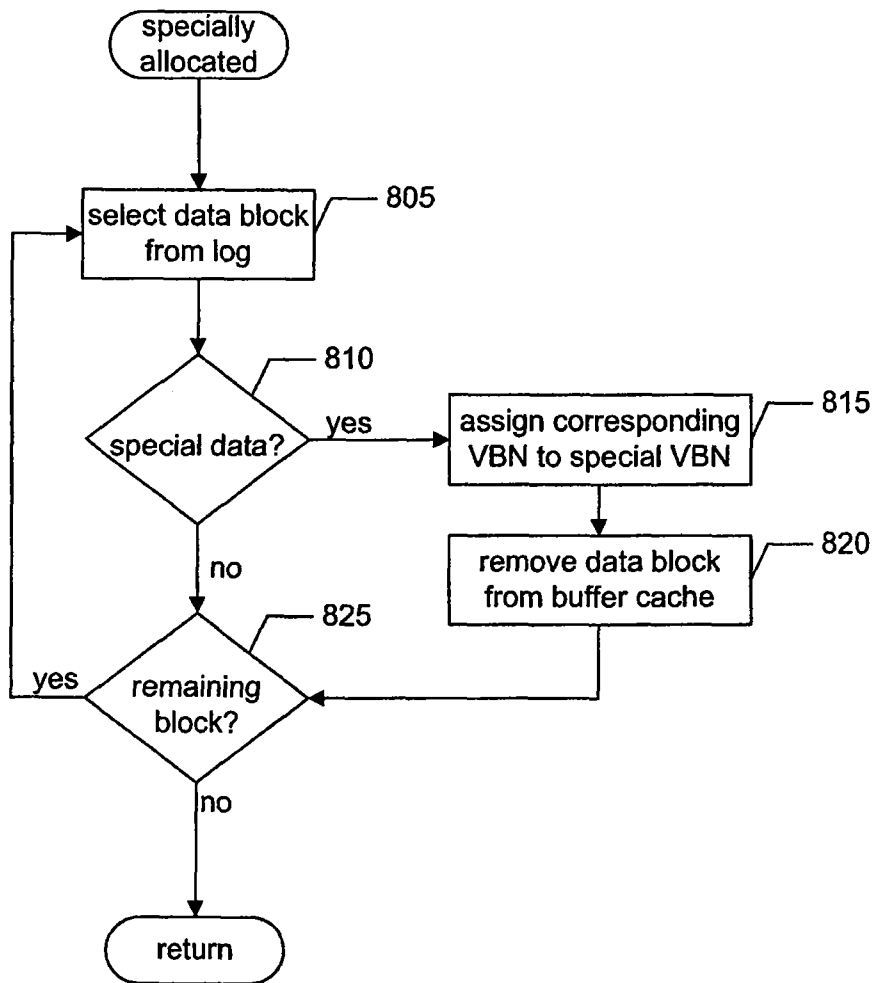 specially
allocated
select data block
from log
805
810
special data?
yes
assign corresponding
VBN to special VBN
815
remove data block
from buffer cache
820
no
825
yes
remaining
block?
no
return